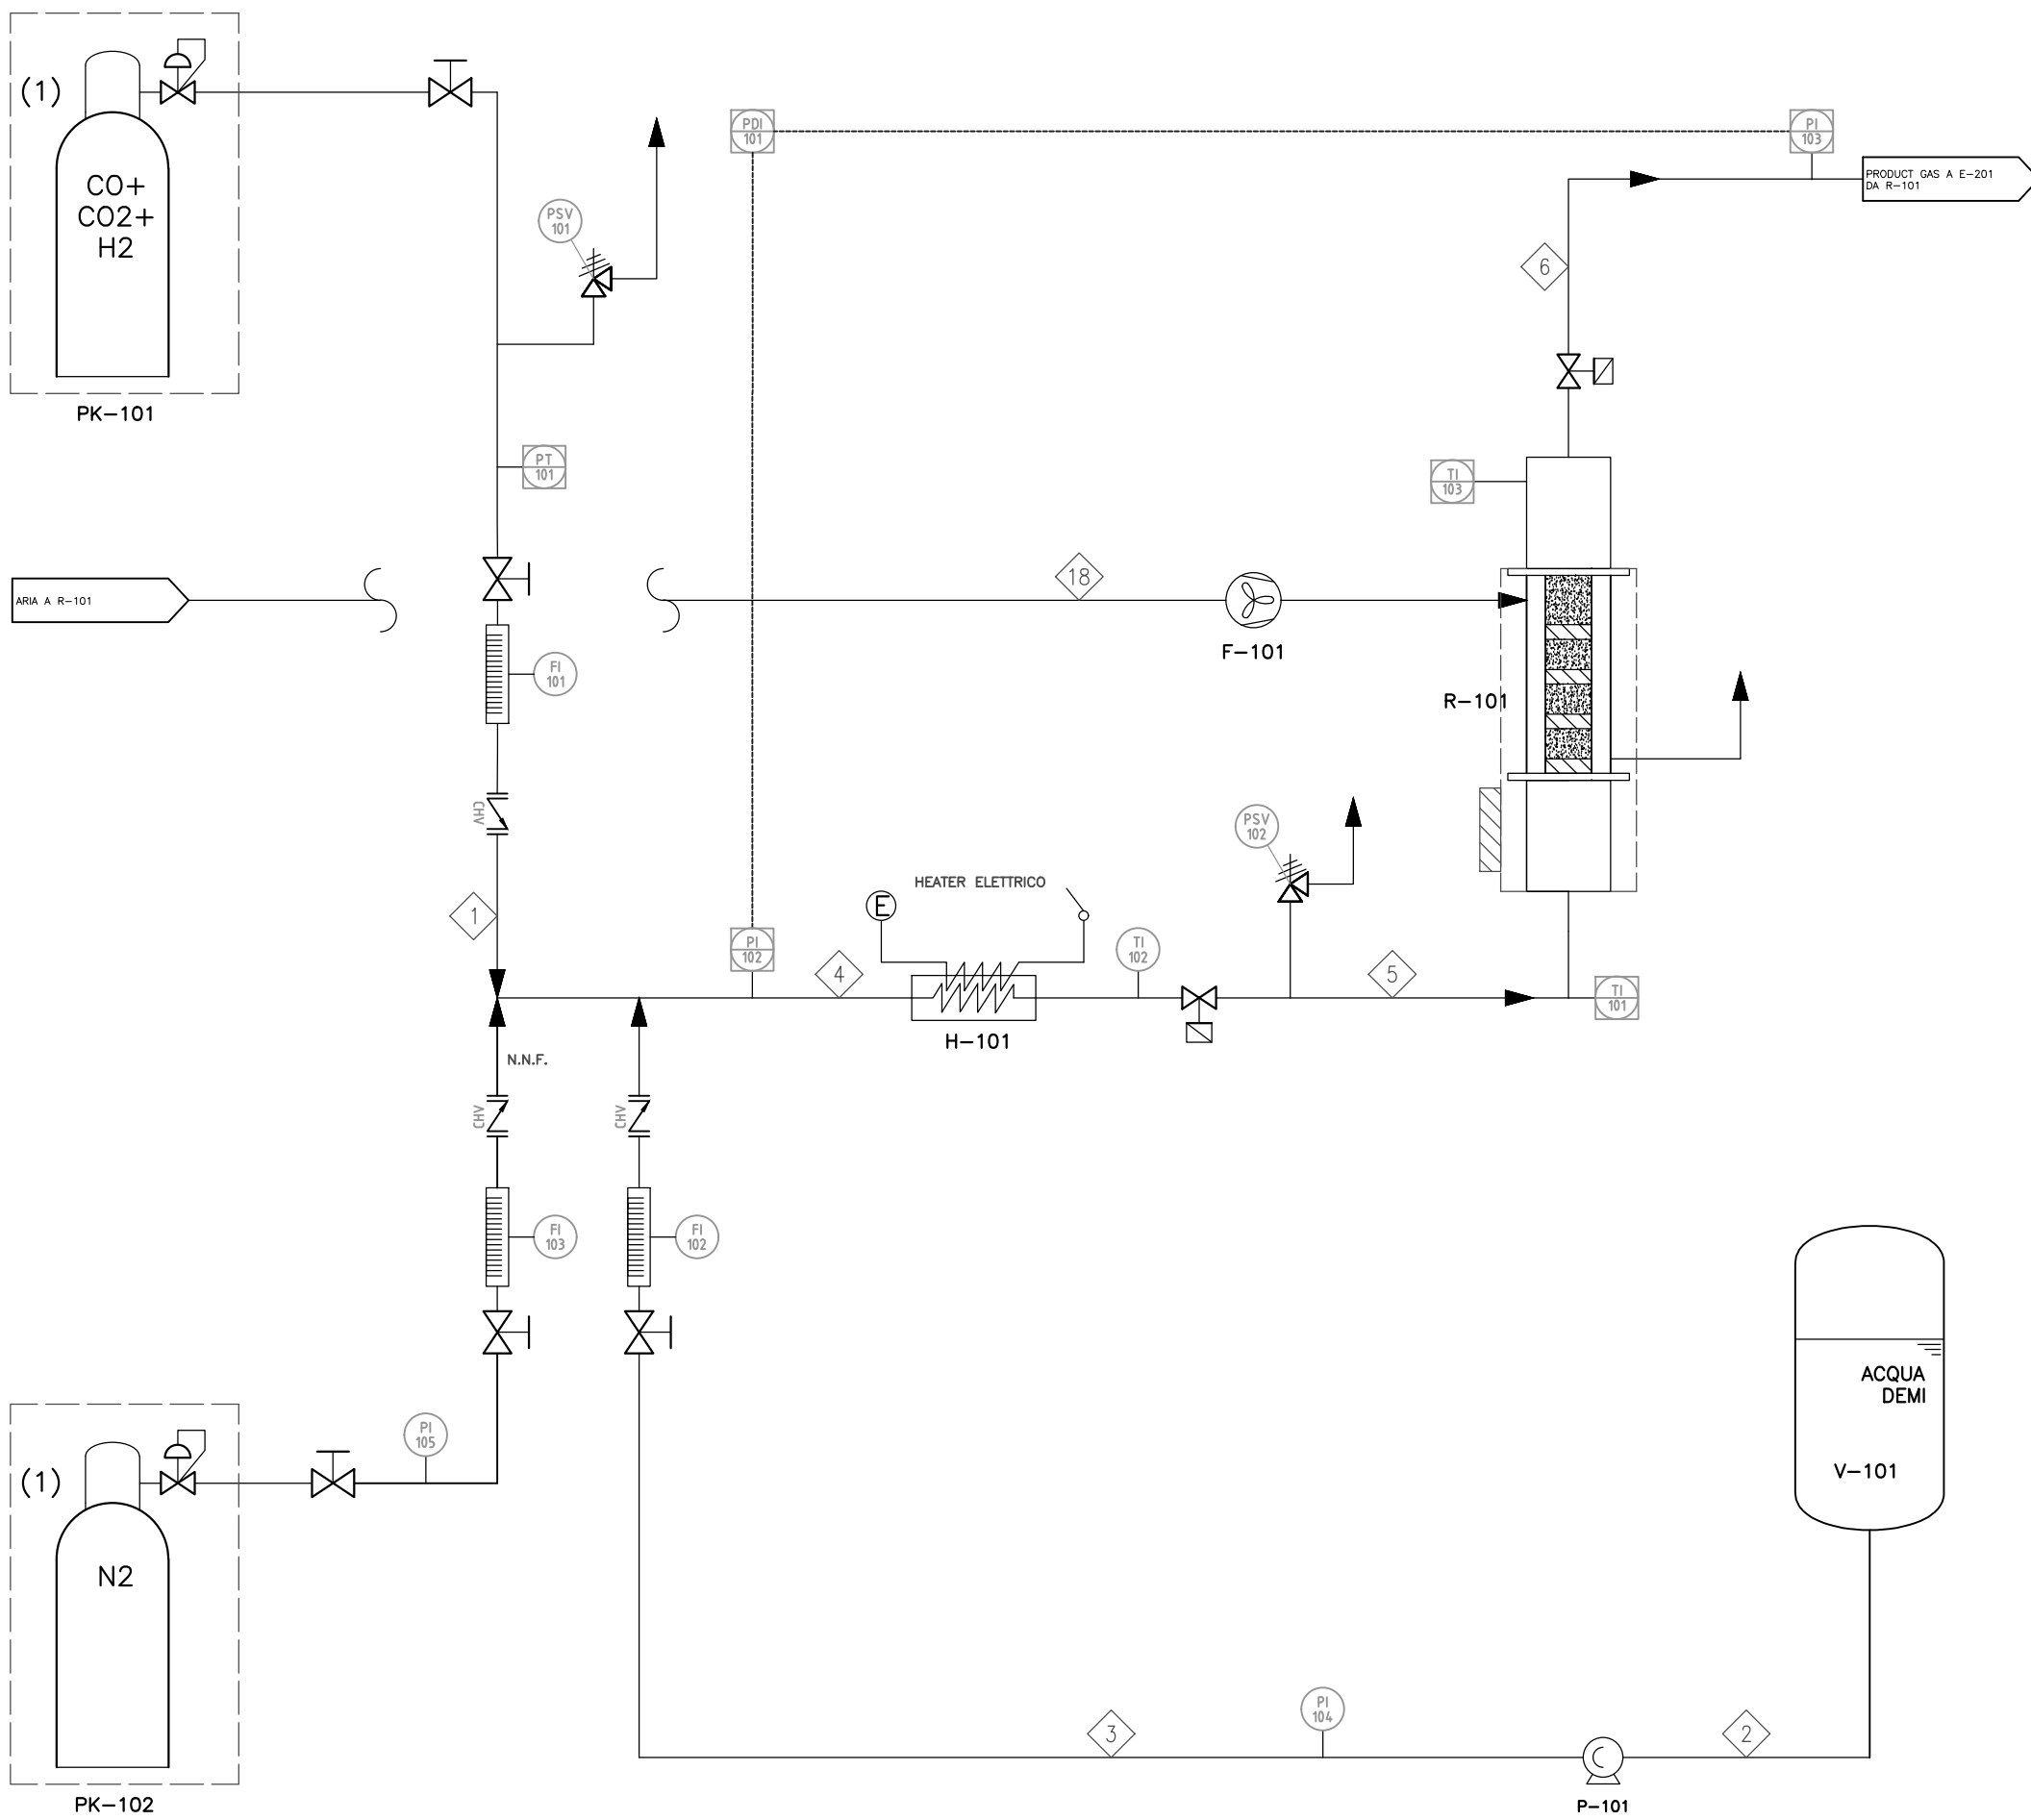 (1)
CO+
CO2+
H2
PK-101
PSV
101
PDI
101
PI
103
PRODUCT GAS A E-201
DA R-101
6
PT
101
TI
103
ARIA A R-101
18
F-101
FI
101
R-101
CHV
PSV
102
1
HEATER ELETTRICO
E
PI
102
4
TI
102
5
TI
101
H-101
N.N.F.
CHV
CHV
FI
103
FI
102
ACQUA
DEMI
V-101
PI
105
(1)
N2
PK-102
3
PI
104
2
P-101